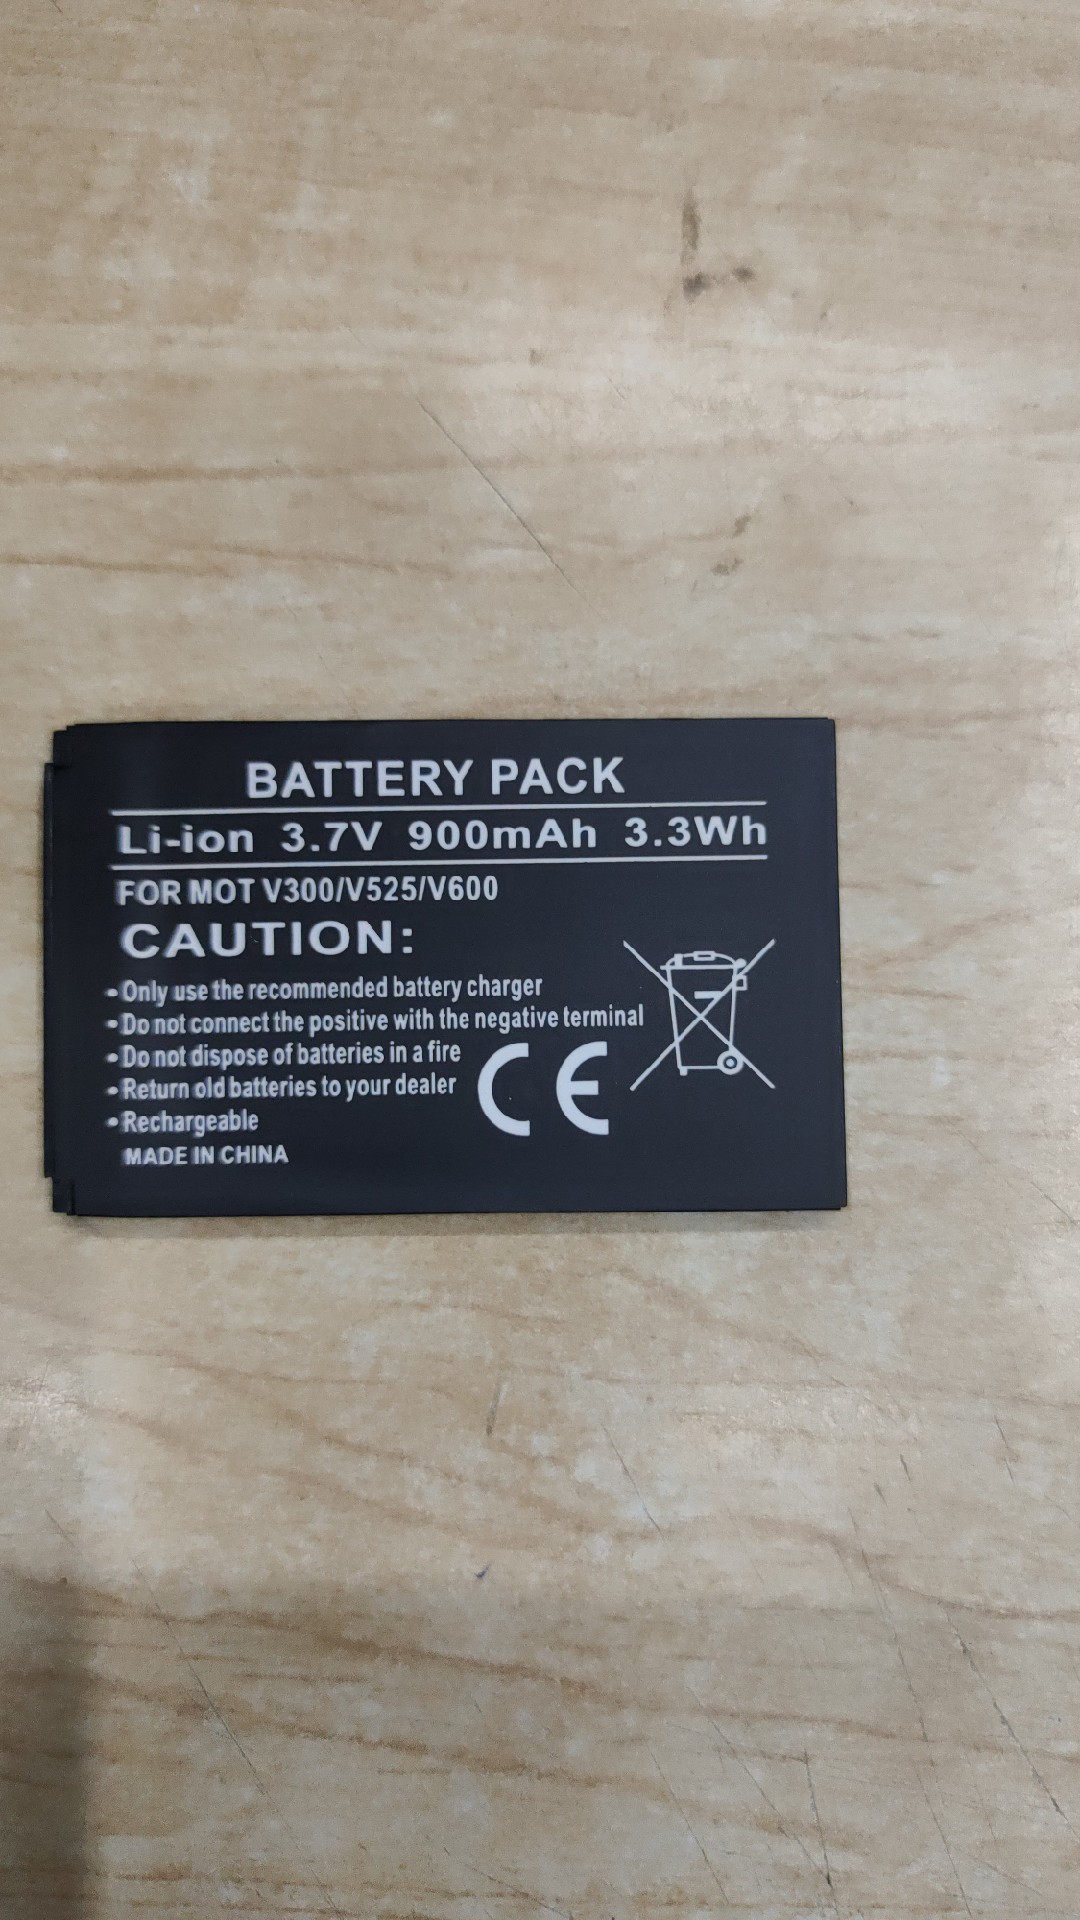 BATTERY PACK
Li-ion 3.7V 900mAh 3.3Wh
FOR MOT V300/V525/V600
CAUTION:
•Only use the recommended battery charger
•Do not connect the positive with the negative terminal
•Do not dispose of batteries in a fire
•Return old batteries to your dealer
•Rechargeable
MADE IN CHINA
CE